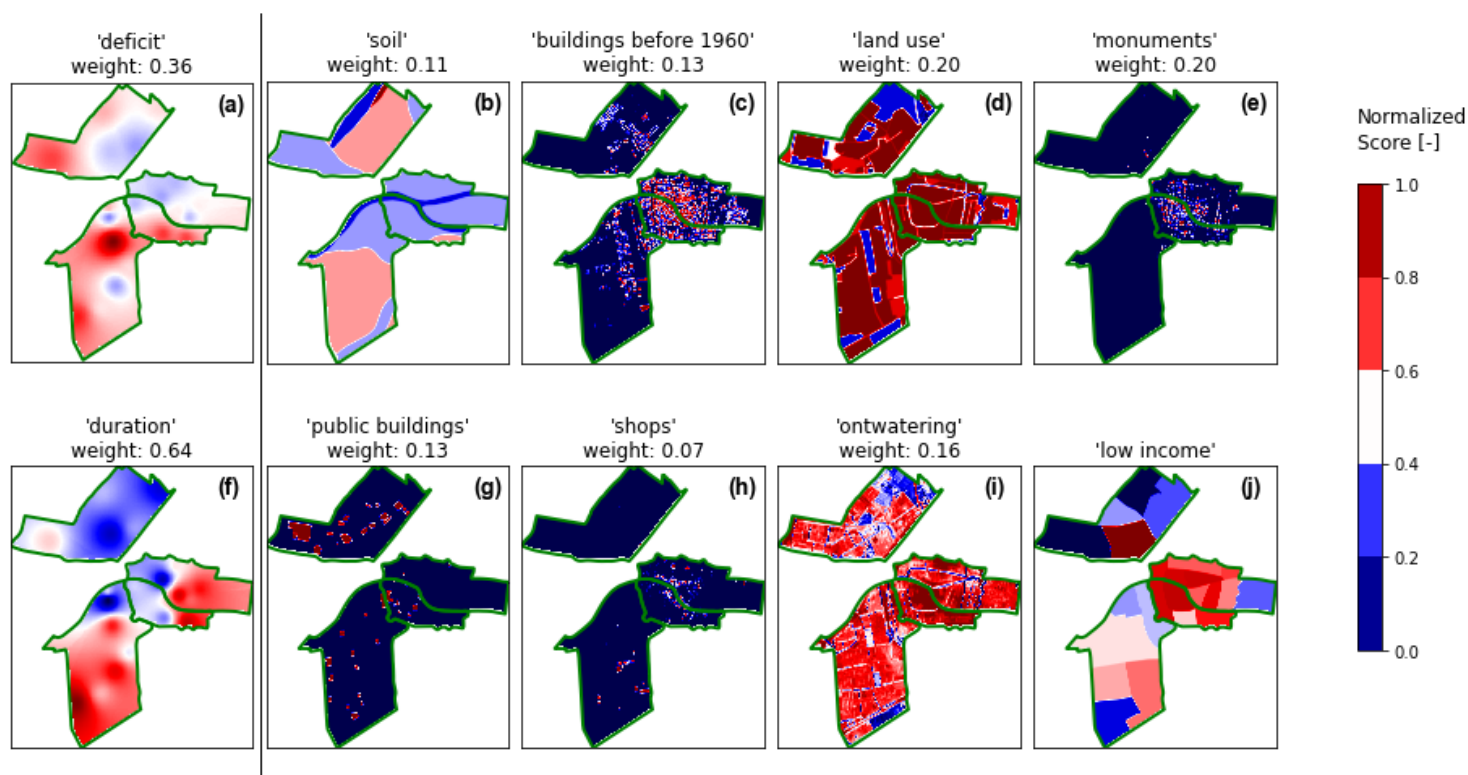 'deficit'
weight: 0.36
(a)
'soil'
weight: 0.11
(b)
'buildings before 1960'
weight: 0.13
(c)
'land use'
weight: 0.20
(d)
'monuments'
weight: 0.20
(e)
'duration'
weight: 0.64
(f)
'public buildings'
weight: 0.13
(g)
'shops'
weight: 0.07
(h)
'ontwatering'
weight: 0.16
(i)
'low income'
(j)
Normalized
Score [-]
1.0
0.8
0.6
0.4
0.2
0.0